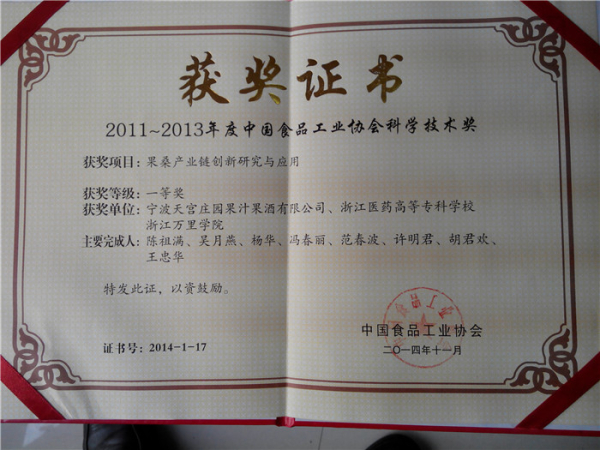 获奖证书
2011~2013年度中国食品工业协会科学技术奖
获奖项目：果桑产业链创新研究与应用
获奖等级：一等奖
获奖单位：宁波天宫庄园果汁果酒有限公司、浙江医药高等专科学校
浙江万里学院
主要完成人：陈祖满、吴月燕、杨华、冯春丽、范春波、许明君、胡君欢、
王忠华
特发此证，以资鼓励。
中国食品工业协会
证书号：2014-1-17
二〇一四年十一月